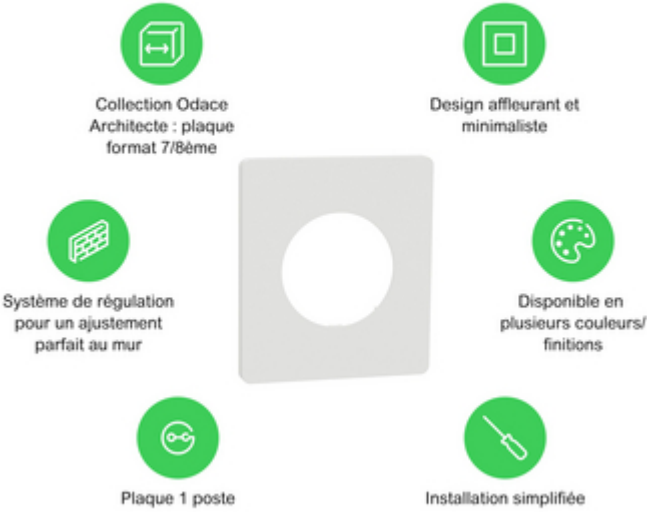 Collection Odace
Architecte : plaque
format 7/8ème
Design affleurant et
minimaliste
Système de régulation
pour un ajustement
parfait au mur
Disponible en
plusieurs couleurs/
finitions
Plaque 1 poste
Installation simplifiée